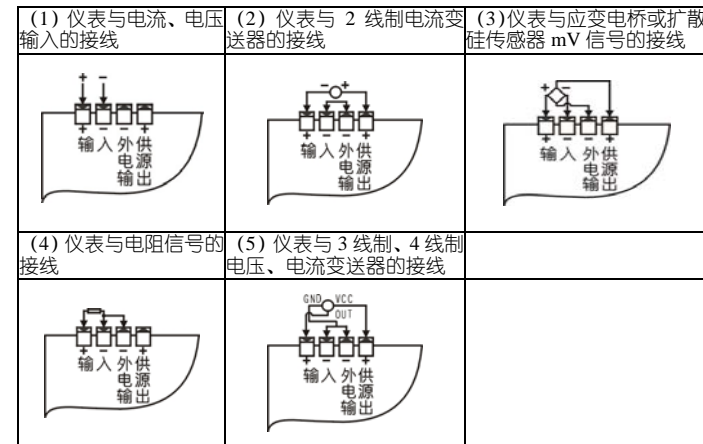 (1) 仪表与电流、电压
输入的接线
(2) 仪表与 2 线制电流变
送器的接线
(3)仪表与应变电桥或扩散
硅传感器 mV 信号的接线
+ -
+ - - +
输入 外供
电源
输出
- +
+ - - +
输入 外供
电源
输出
+ -
+ - - +
输入 外供
电源
输出
(4) 仪表与电阻信号的
接线
(5) 仪表与 3 线制、4 线制
电压、电流变送器的接线
+ - - +
输入 外供
电源
输出
GND VCC
OUT
+ - - +
输入 外供
电源
输出